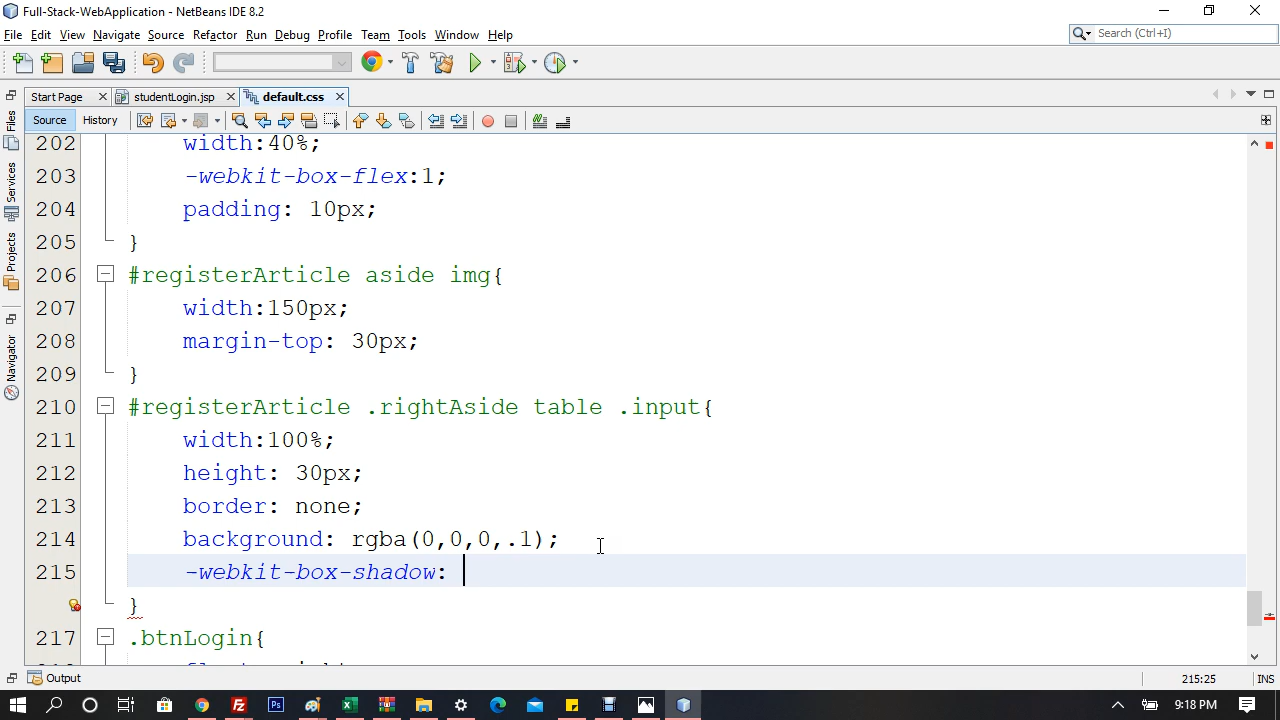 Full-Stack-WebApplication - NetBeans IDE 8.2
File Edit View Navigate Source Refactor Run Debug Profile Team Tools Window Help
Search (Ctrl+I)
Start Page studentLogin.jsp default.css
Source History
Files
Services
Projects
Navigator
202 width:40%;
203 -webkit-box-flex:1;
204 padding: 10px;
205 }
206 #registerArticle aside img{
207 width:150px;
208 margin-top: 30px;
209 }
210 #registerArticle .rightAside table .input{
211 width:100%;
212 height: 30px;
213 border: none;
214 background: rgba(0,0,0,.1);
215 -webkit-box-shadow:
}
217 .btnLogin{
Output
215:25 INS
9:18 PM